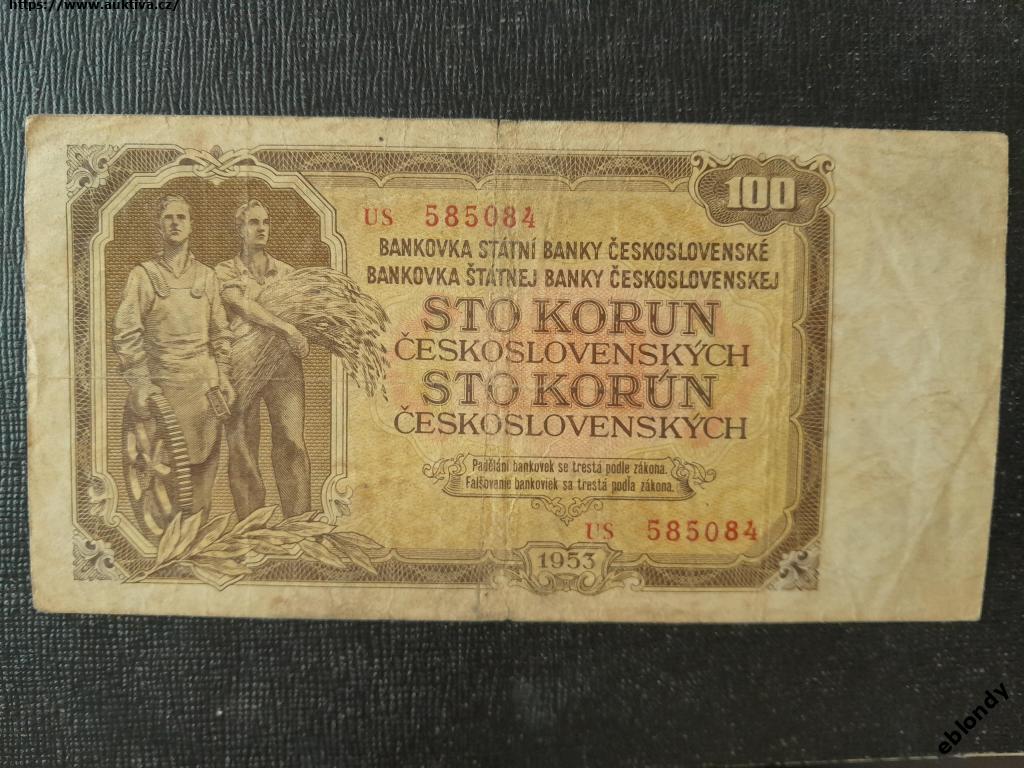 https://www.auktiva.cz/
100
US 585084
BANKOVKA STÁTNÍ BANKY ČESKOSLOVENSKÉ
BANKOVKA ŠTÁTNEJ BANKY ČESKOSLOVENSKEJ
STO KORUN
ČESKOSLOVENSKÝCH
STO KORÚN
ČESKOSLOVENSKÝCH
Padělání bankovek se trestá podle zákona.
Falšovanie bankoviek sa trestá podľa zákona.
US 585084
1953
eblondy